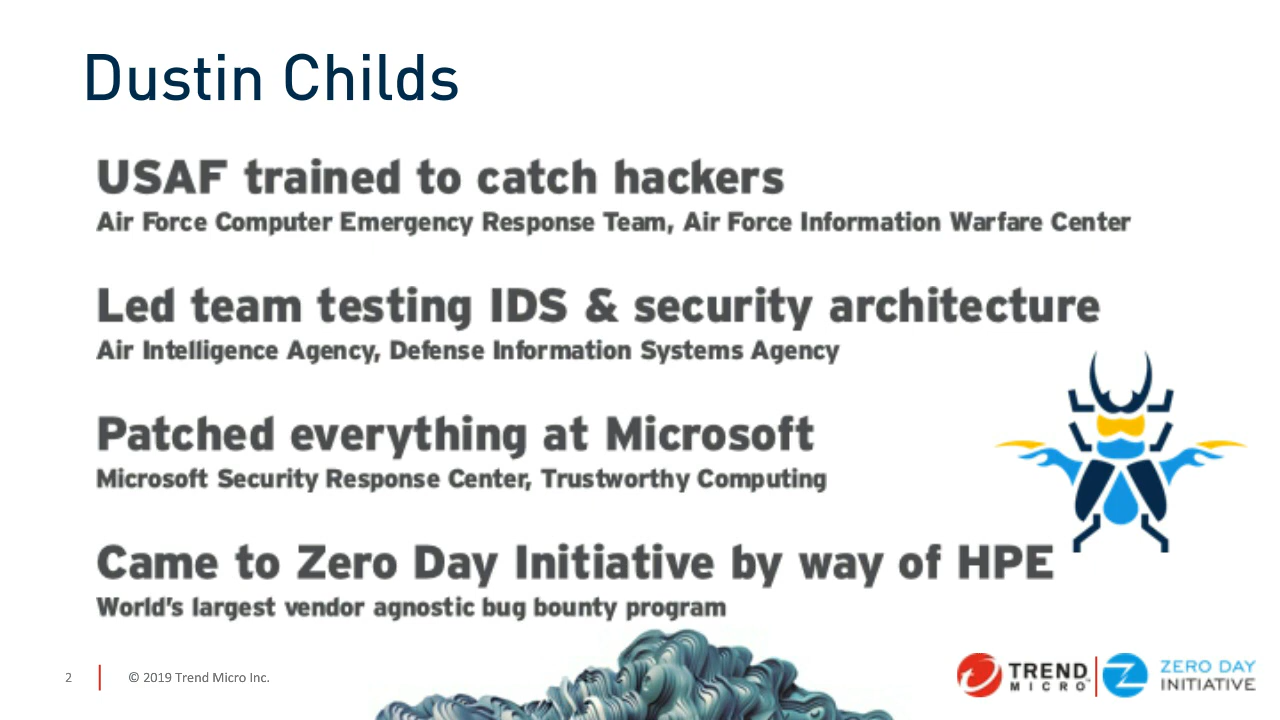 Dustin Childs
USAF trained to catch hackers
Air Force Computer Emergency Response Team, Air Force Information Warfare Center
Led team testing IDS & security architecture
Air Intelligence Agency, Defense Information Systems Agency
Patched everything at Microsoft
Microsoft Security Response Center, Trustworthy Computing
Came to Zero Day Initiative by way of HPE
World's largest vendor agnostic bug bounty program
2
© 2019 Trend Micro Inc.
TREND
MICRO™
ZERO DAY
INITIATIVE